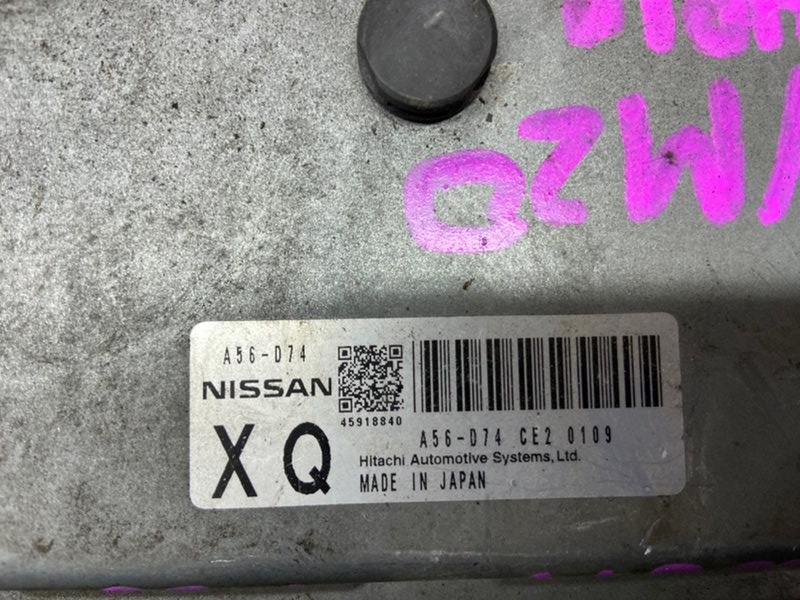 A56-D74
NISSAN
45918840
XQ
A56-D74 CE2 0109
Hitachi Automotive Systems, Ltd.
MADE IN JAPAN